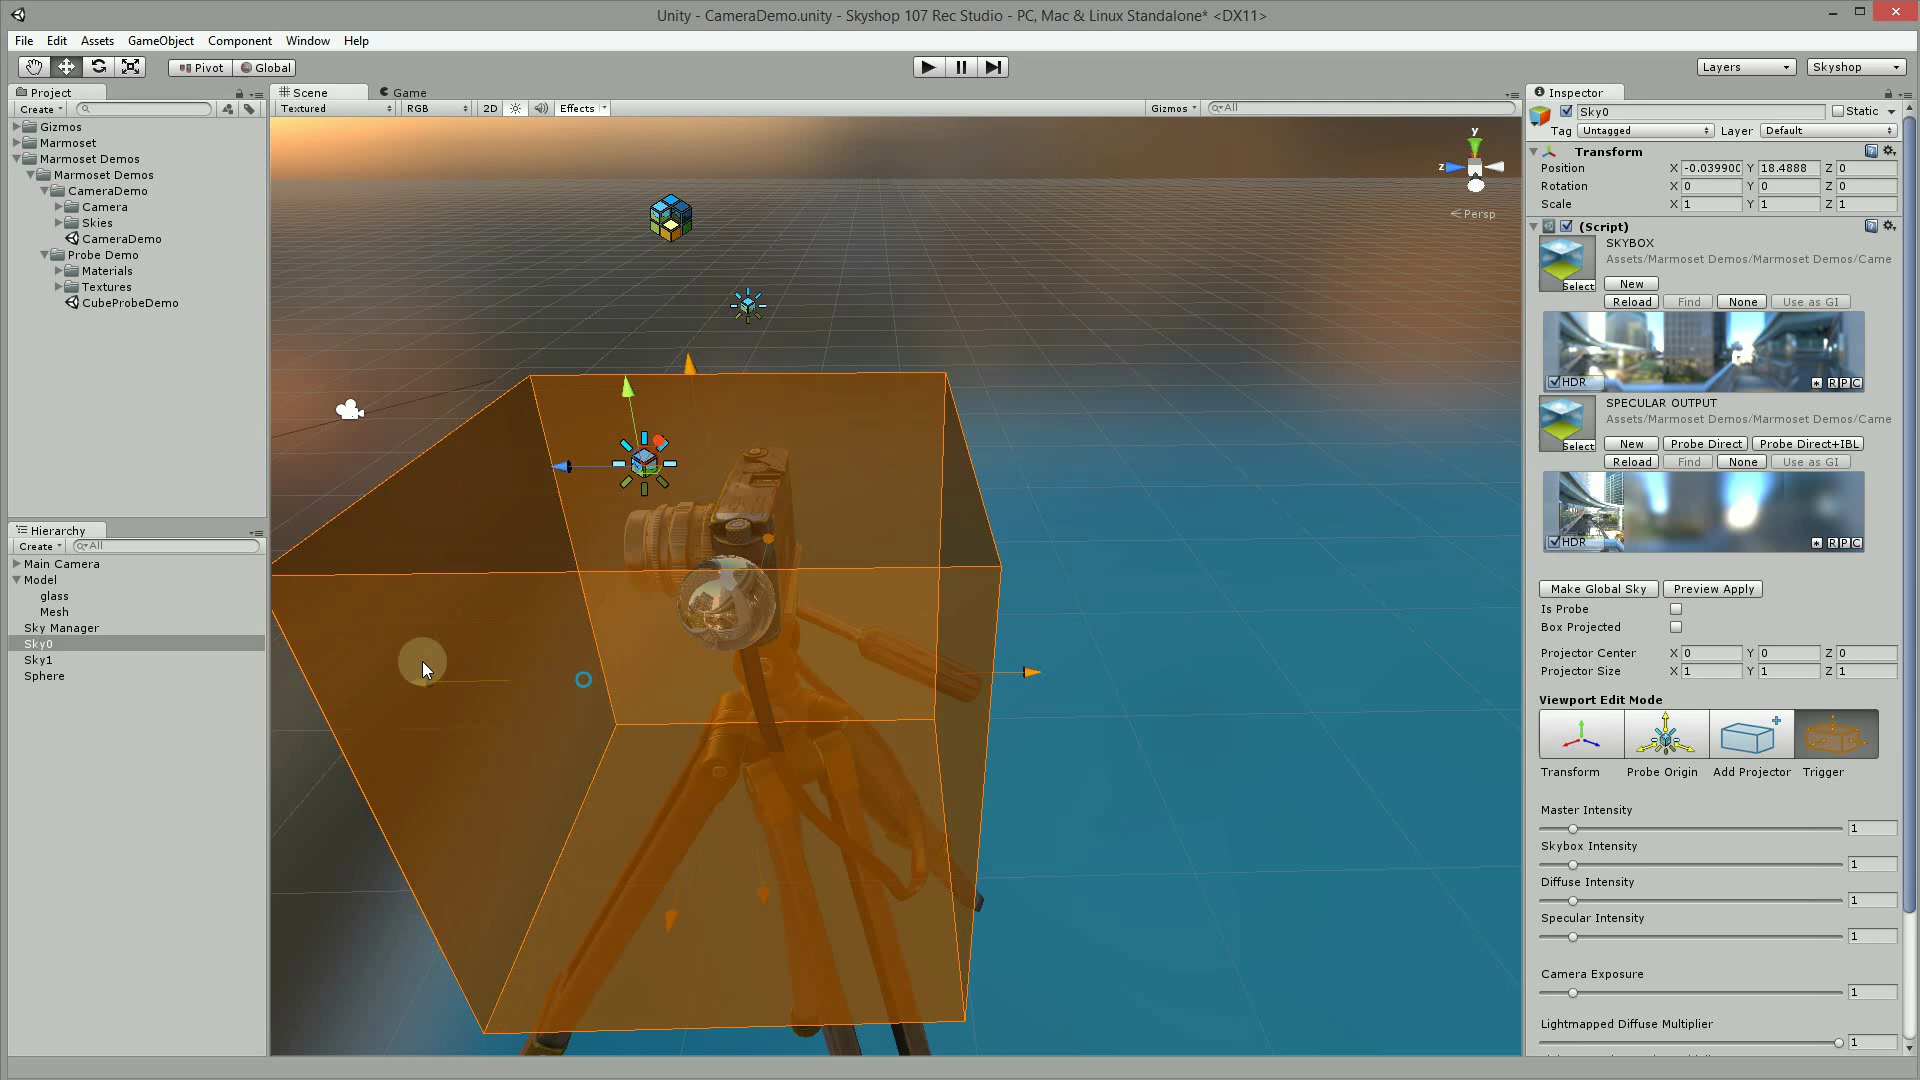 Unity - CameraDemo.unity - Skyshop 107 Rec Studio - PC, Mac & Linux Standalone* <DX11>
File Edit Assets GameObject Component Window Help
Pivot Global
Layers Skyshop
Project
Create
Gizmos
Marmoset
Marmoset Demos
Marmoset Demos
CameraDemo
Camera
Skies
CameraDemo
Probe Demo
Materials
Textures
CubeProbeDemo
Hierarchy
Create All
Main Camera
Model
glass
Mesh
Sky Manager
Sky0
Sky1
Sphere
Scene Game
Textured RGB 2D Effects Gizmos All
y
z
Persp
Inspector
Sky0 Static
Tag Untagged Layer Default
Transform
Position X -0.03990 Y 18.4888 Z 0
Rotation X 0 Y 0 Z 0
Scale X 1 Y 1 Z 1
(Script)
SKYBOX
Assets/Marmoset Demos/Marmoset Demos/Came
Select
New
Reload Find None Use as GI
HDR R P C
SPECULAR OUTPUT
Assets/Marmoset Demos/Marmoset Demos/Came
Select
New Probe Direct Probe Direct+IBL
Reload Find None Use as GI
HDR R P C
Make Global Sky Preview Apply
Is Probe
Box Projected
Projector Center X 0 Y 0 Z 0
Projector Size X 1 Y 1 Z 1
Viewport Edit Mode
Transform Probe Origin Add Projector Trigger
Master Intensity
1
Skybox Intensity
1
Diffuse Intensity
1
Specular Intensity
1
Camera Exposure
1
Lightmapped Diffuse Multiplier
1